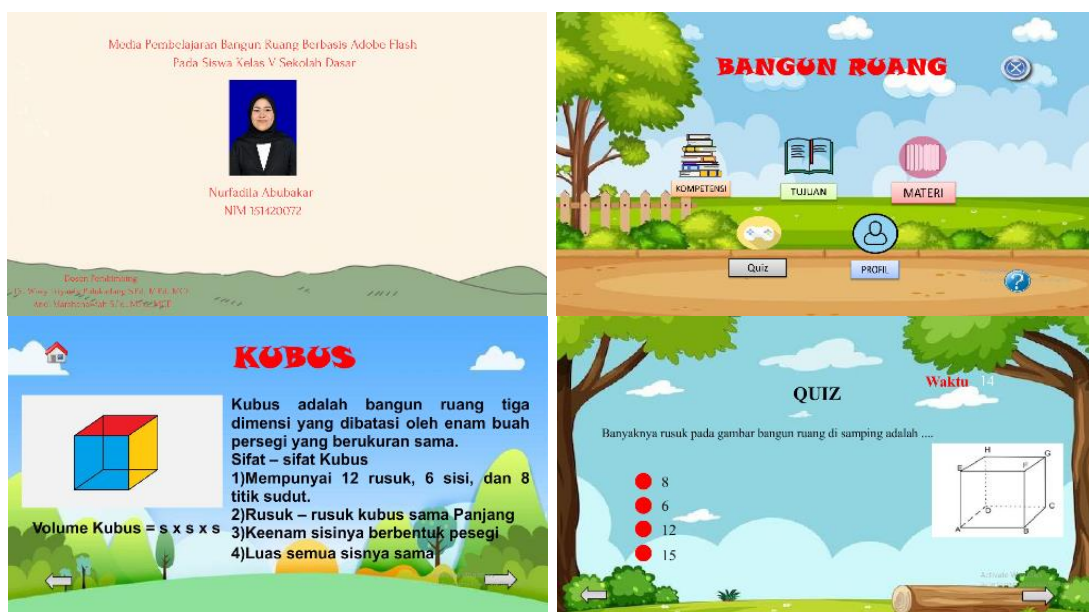 Media Pembelajaran Bangun Ruang Berbasis Adobe Flash
Pada Siswa Kelas V Sekolah Dasar
Nurfadila Abubakar
NIM 151420072
Dosen Pembimbing
BANGUN RUANG
KOMPETENSI
TUJUAN
MATERI
Quiz
PROFIL
?
KUBUS
Kubus adalah bangun ruang tiga
dimensi yang dibatasi oleh enam buah
persegi yang berukuran sama.
Sifat – sifat Kubus
1)Mempunyai 12 rusuk, 6 sisi, dan 8
titik sudut.
2)Rusuk – rusuk kubus sama Panjang
3)Keenam sisinya berbentuk pesegi
4)Luas semua sisnya sama
Volume Kubus = s x s x s
Waktu 14
QUIZ
Banyaknya rusuk pada gambar bangun ruang di samping adalah ....
8
6
12
15
H
G
E
F
D
C
A
B